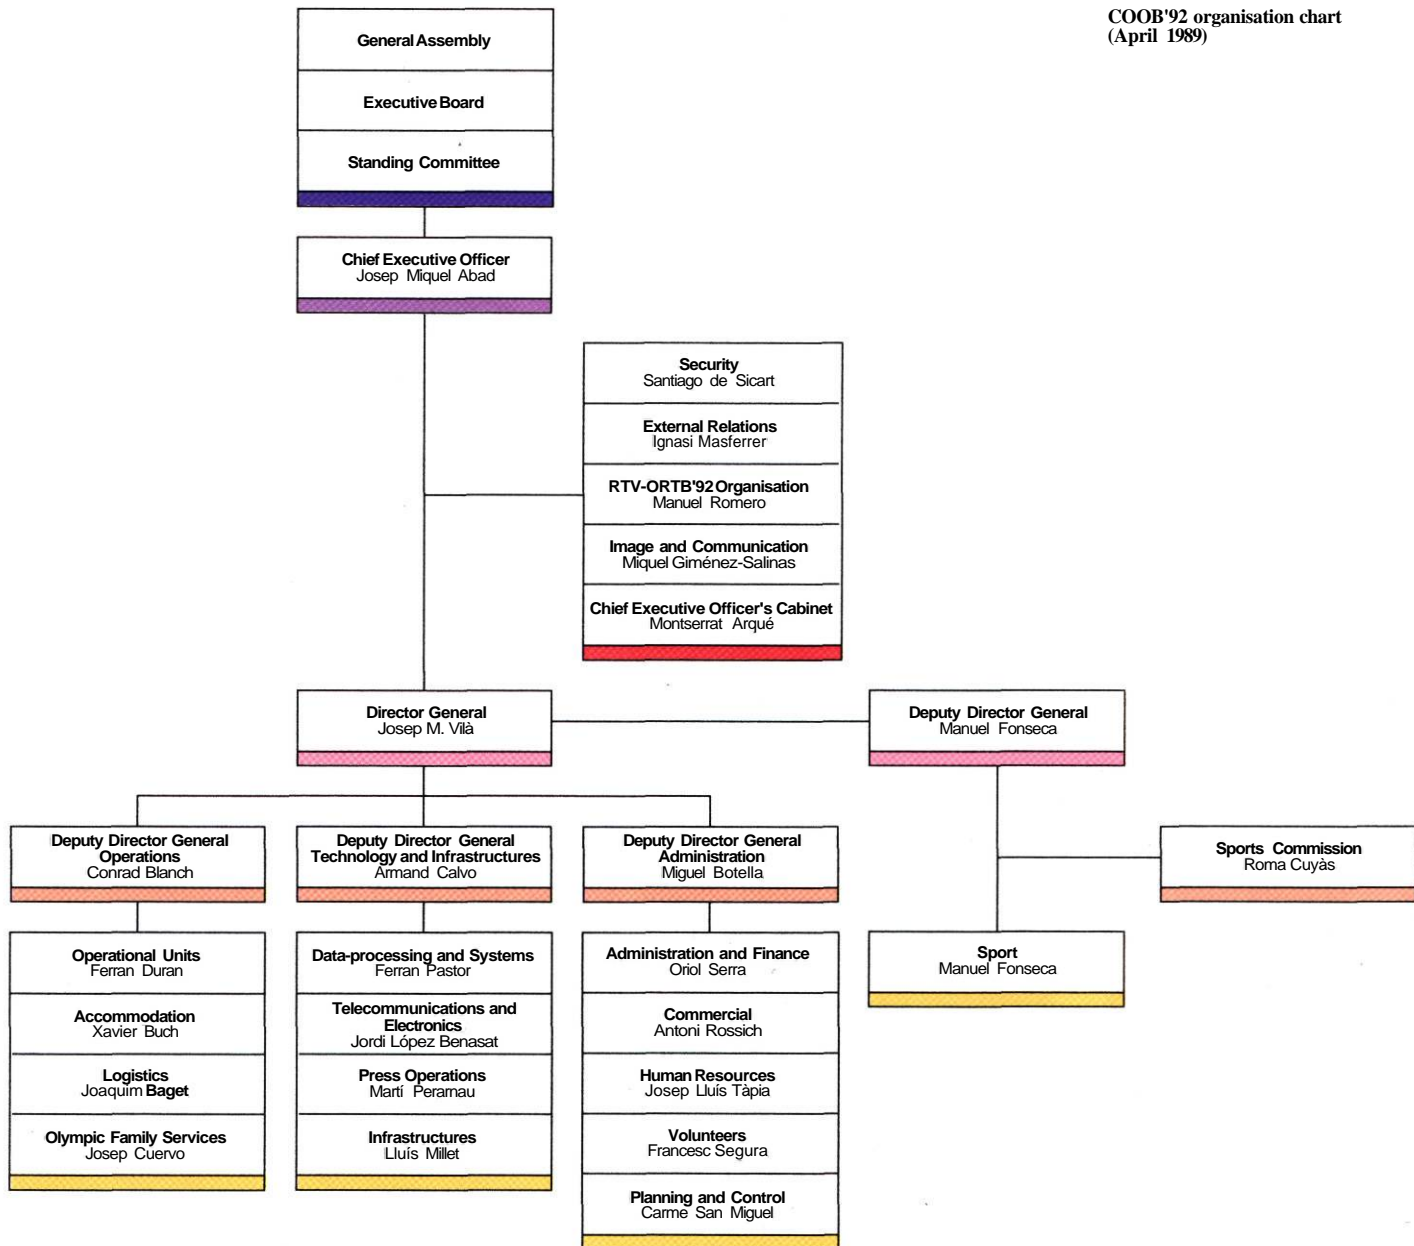 COOB'92 organisation chart
(April 1989)
General Assembly
Executive Board
Standing Committee
Chief Executive Officer
Josep Miquel Abad
Security
Santiago de Sicart
External Relations
Ignasi Masferrer
RTV-ORTB'92 Organisation
Manuel Romero
Image and Communication
Miquel Giménez-Salinas
Chief Executive Officer's Cabinet
Montserrat Arqué
Director General
Josep M. Vilà
Deputy Director General
Manuel Fonseca
Deputy Director General
Operations
Conrad Blanch
Deputy Director General
Technology and Infrastructures
Armand Calvo
Deputy Director General
Administration
Miguel Botella
Sports Commission
Roma Cuyàs
Operational Units
Ferran Duran
Accommodation
Xavier Buch
Logistics
Joaquim Baget
Olympic Family Services
Josep Cuervo
Data-processing and Systems
Ferran Pastor
Telecommunications and
Electronics
Jordi López Benasat
Press Operations
Martí Perarnau
Infrastructures
Lluís Millet
Administration and Finance
Oriol Serra
Commercial
Antoni Rossich
Human Resources
Josep Lluís Tàpia
Volunteers
Francesc Segura
Planning and Control
Carme San Miguel
Sport
Manuel Fonseca